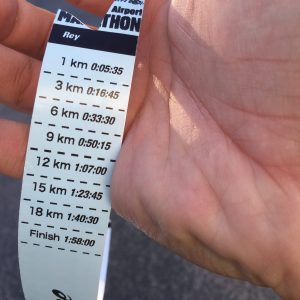 Airport
MARATHON
Rey
1 km 0:05:35
3 km 0:16:45
6 km 0:33:30
9 km 0:50:15
12 km 1:07:00
15 km 1:23:45
18 km 1:40:30
Finish 1:58:00